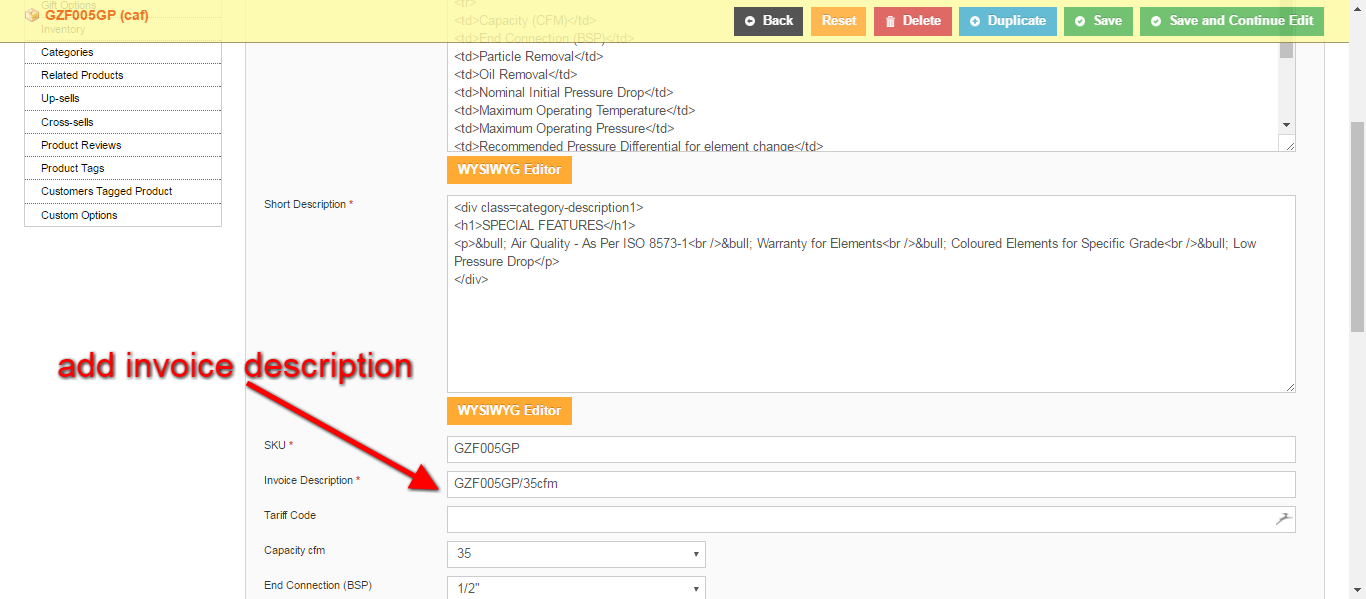 Gift Options
GZF005GP (caf)
Back
Reset
Delete
Duplicate
Save
Save and Continue Edit
Inventory
Categories
Related Products
Up-sells
Cross-sells
Product Reviews
Product Tags
Customers Tagged Product
Custom Options
<tr>
<td>Capacity (CFM)</td>
<td>End Connection (BSP)</td>
<td>Particle Removal</td>
<td>Oil Removal</td>
<td>Nominal Initial Pressure Drop</td>
<td>Maximum Operating Temperature</td>
<td>Maximum Operating Pressure</td>
<td>Recommended Pressure Differential for element change</td>
WYSIWYG Editor
Short Description *
<div class=category-description1>
<h1>SPECIAL FEATURES</h1>
<p>&bull; Air Quality - As Per ISO 8573-1<br />&bull; Warranty for Elements<br />&bull; Coloured Elements for Specific Grade<br />&bull; Low
Pressure Drop</p>
</div>
add invoice description
WYSIWYG Editor
SKU *
GZF005GP
Invoice Description *
GZF005GP/35cfm
Tariff Code
Capacity cfm
35
End Connection (BSP)
1/2"